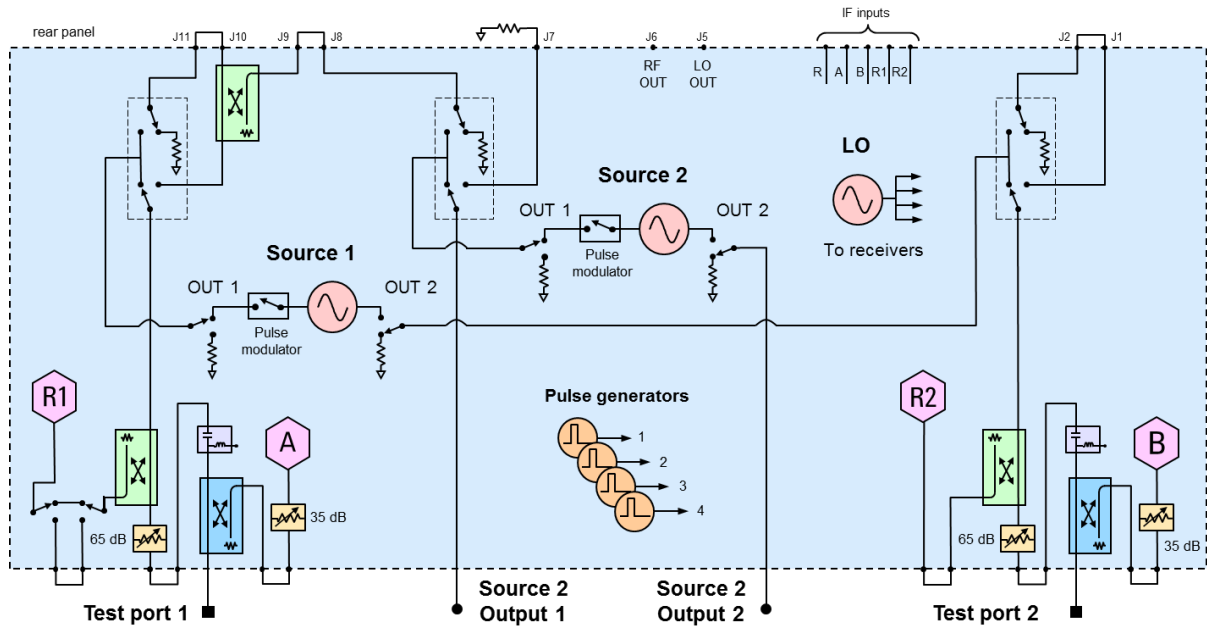 IF inputs
rear panel
J11
J10
J9
J8
J7
J6
J5
J2
J1
RF
OUT
LO
OUT
R
A
B
R1
R2
LO
Source 2
OUT 1
OUT 2
Pulse
modulator
To receivers
Source 1
OUT 1
OUT 2
Pulse
modulator
R1
A
Pulse generators
1
2
3
4
R2
B
65 dB
35 dB
65 dB
35 dB
Test port 1
Source 2
Output 1
Source 2
Output 2
Test port 2